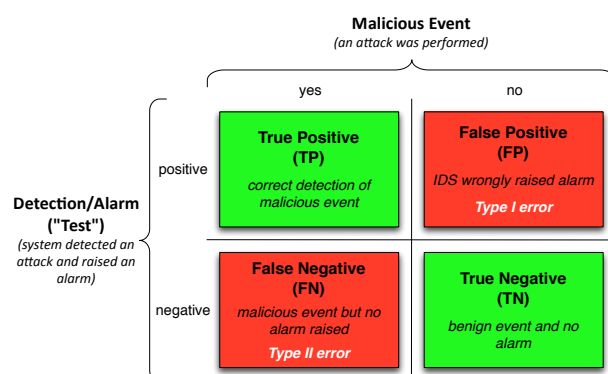 Malicious Event
(an attack was performed)
yes
no
True Positive
(TP)
correct detection of
malicious event
False Positive
(FP)
IDS wrongly raised alarm
Type I error
positive
Detection/Alarm
("Test")
(system detected an
attack and raised an
alarm)
False Negative
(FN)
malicious event but no
alarm raised
Type II error
True Negative
(TN)
benign event and no
alarm
negative